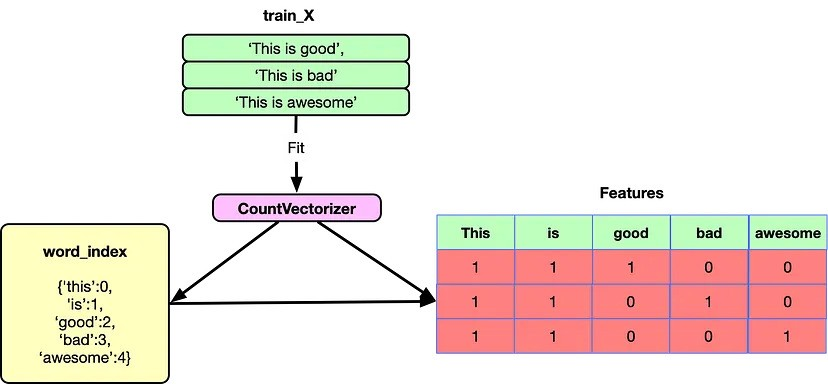 train_X
‘This is good’,
‘This is bad’
‘This is awesome’
Fit
CountVectorizer
word_index
{'this':0,
'is':1,
‘good’:2,
‘bad’:3,
‘awesome’:4}
Features
This is good bad awesome
1 1 1 0 0
1 1 0 1 0
1 1 0 0 1